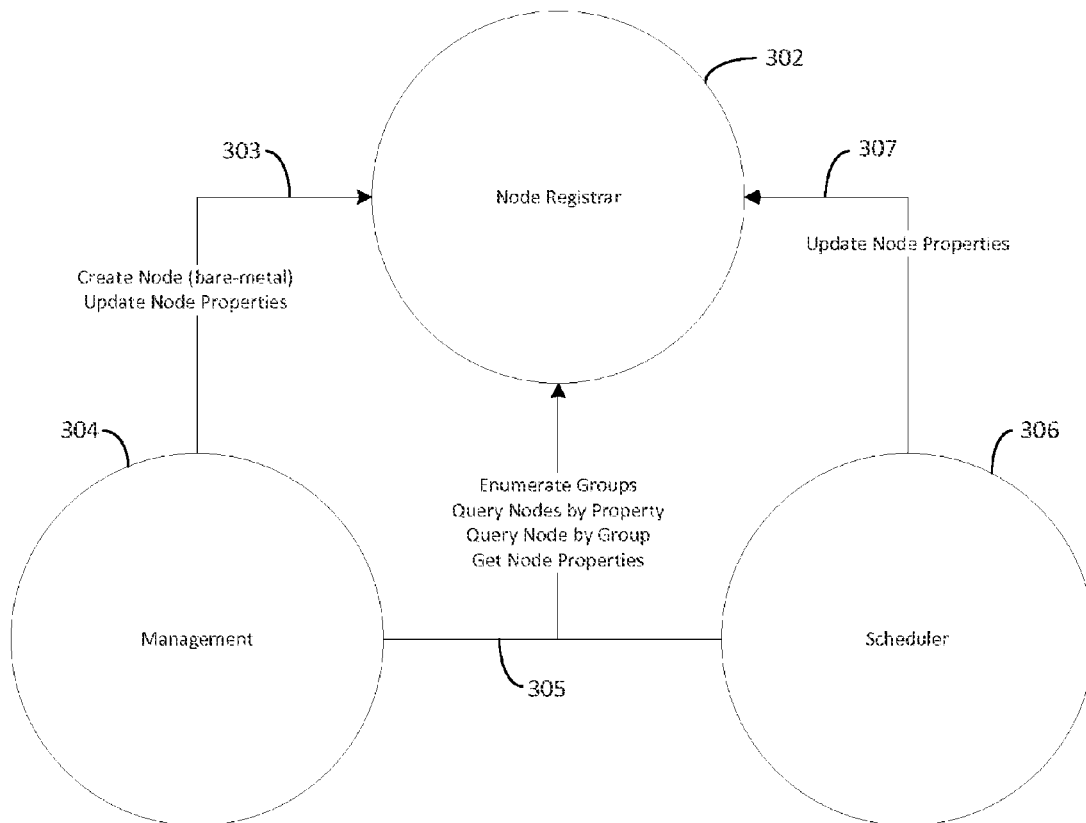 302
303
307
Node Registrar
Update Node Properties
Create Node (bare-metal)
Update Node Properties
304
306
Enumerate Groups
Query Nodes by Property
Query Node by Group
Get Node Properties
Management
Scheduler
305